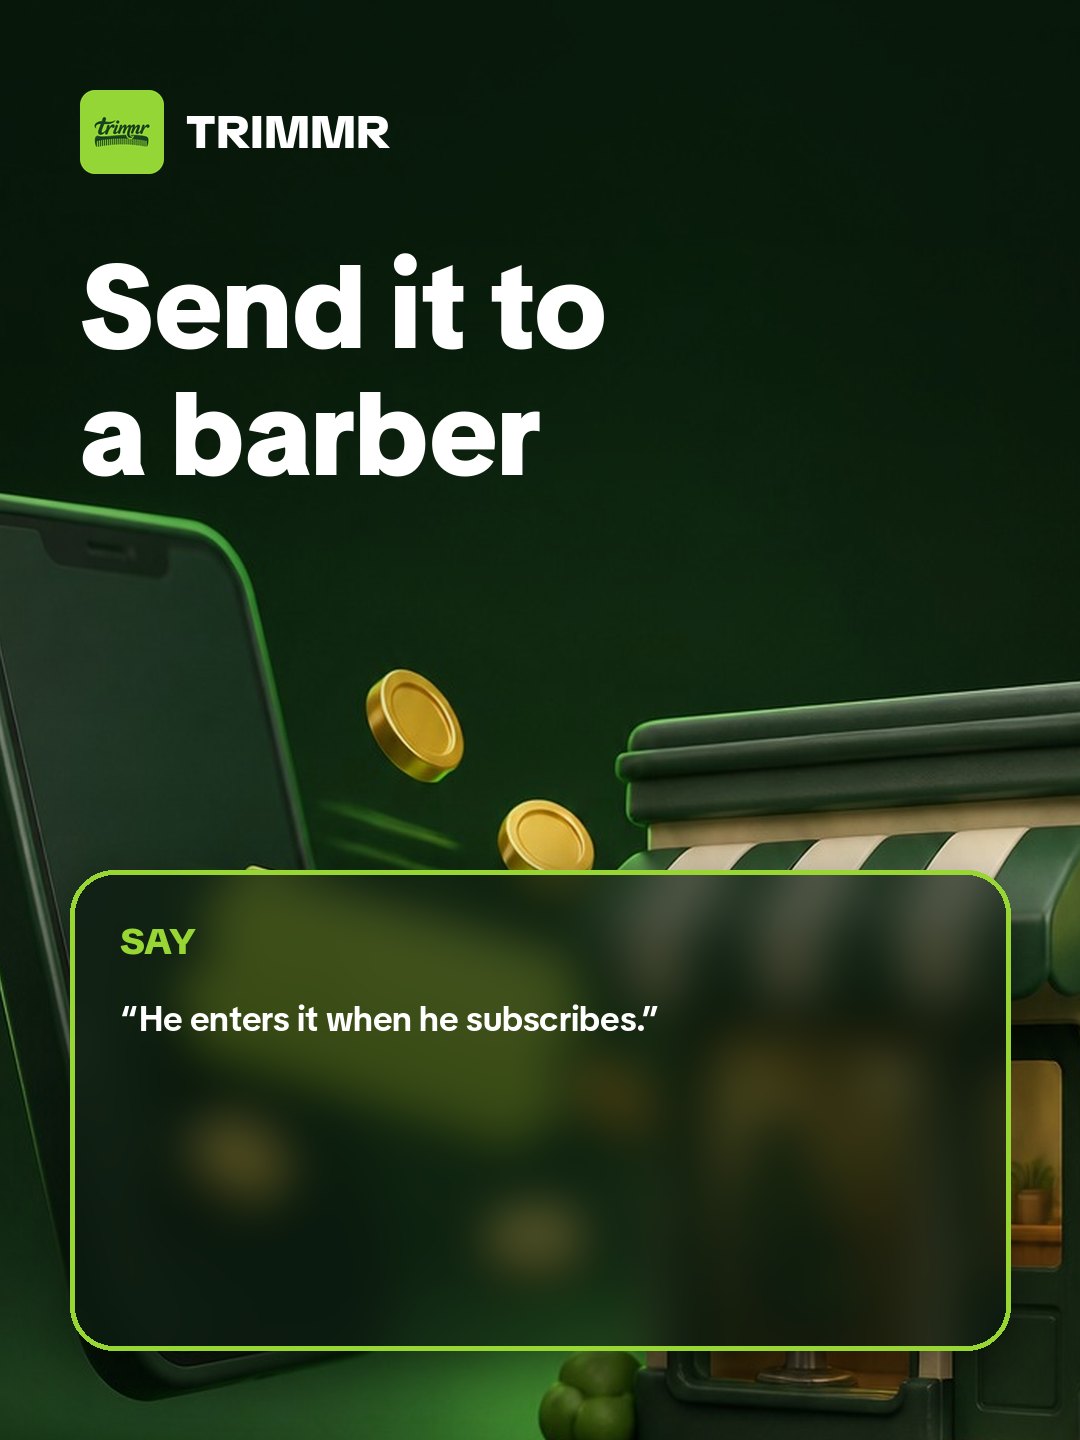 trimmr
TRIMMR
Send it to
a barber
SAY
“He enters it when he subscribes.”